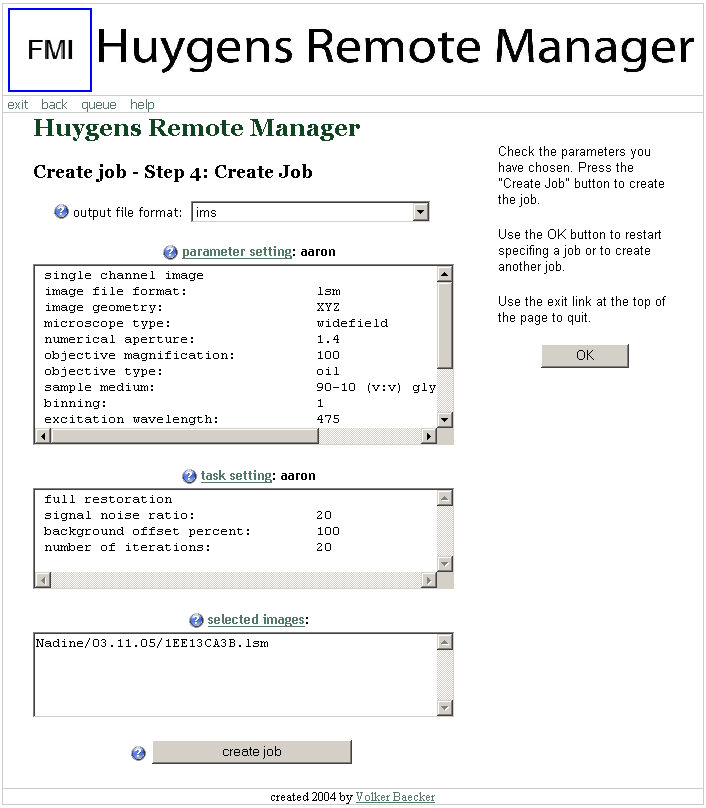 FMI Huygens Remote Manager
exit back queue help
Huygens Remote Manager
Create job - Step 4: Create Job
output file format: ims
parameter setting: aaron
single channel image
image file format: lsm
image geometry: XYZ
microscope type: widefield
numerical aperture: 1.4
objective magnification: 100
objective type: oil
sample medium: 90-10 (v:v) gly
binning: 1
excitation wavelength: 475
task setting: aaron
full restoration
signal noise ratio: 20
background offset percent: 100
number of iterations: 20
selected images:
Nadine/03.11.05/1EE13CA3B.lsm
create job
Check the parameters you
have chosen. Press the
"Create Job" button to create
the job.
Use the OK button to restart
specifing a job or to create
another job.
Use the exit link at the top of
the page to quit.
OK
created 2004 by Volker Baecker